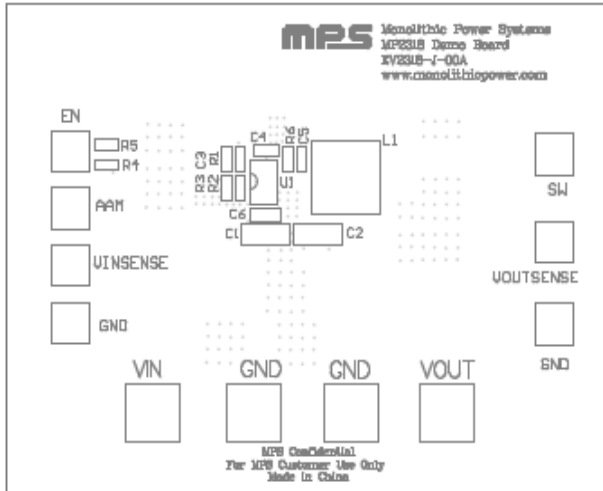 mps
Monolithic Power Systems
MP2315 Demo Board
EV2315-J-00A
www.monolithicpower.com
EN
R5
R4
AAM
VINSENSE
GND
C4
R6
C5
L1
C3
R1
U1
R3
R2
C6
C1
C2
SW
VOUTSENSE
GND
VIN
GND
GND
VOUT
MPS Confidential
For MPS Customer Use Only
Made in China